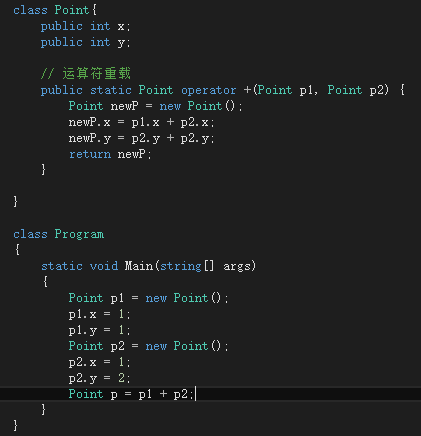 class Point{
    public int x;
    public int y;

    // 运算符重载
    public static Point operator +(Point p1, Point p2) {
        Point newP = new Point();
        newP.x = p1.x + p2.x;
        newP.y = p2.y + p2.y;
        return newP;
    }

}

class Program
{
    static void Main(string[] args)
    {
        Point p1 = new Point();
        p1.x = 1;
        p1.y = 1;
        Point p2 = new Point();
        p2.x = 1;
        p2.y = 2;
        Point p = p1 + p2;
    }
}